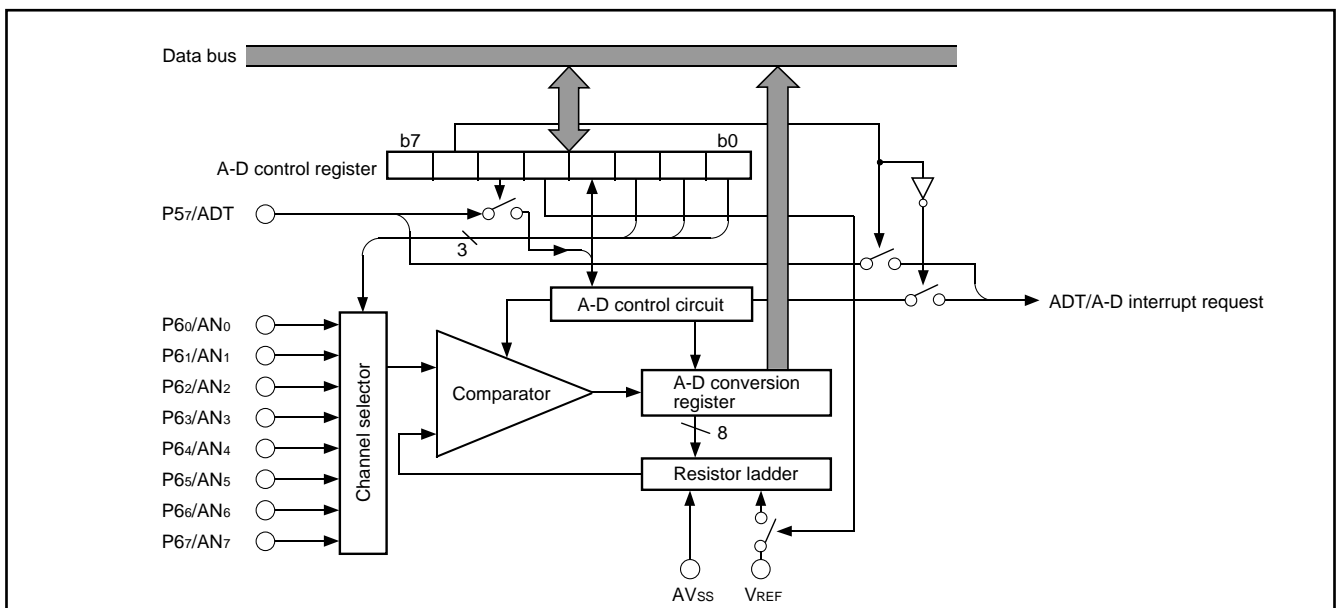 Data bus
b7 b0
A-D control register
P57/ADT
3
A-D control circuit
ADT/A-D interrupt request
P60/AN0
P61/AN1
P62/AN2
P63/AN3
P64/AN4
P65/AN5
P66/AN6
P67/AN7
Channel selector
Comparator
A-D conversion
register
8
Resistor ladder
AVSS VREF